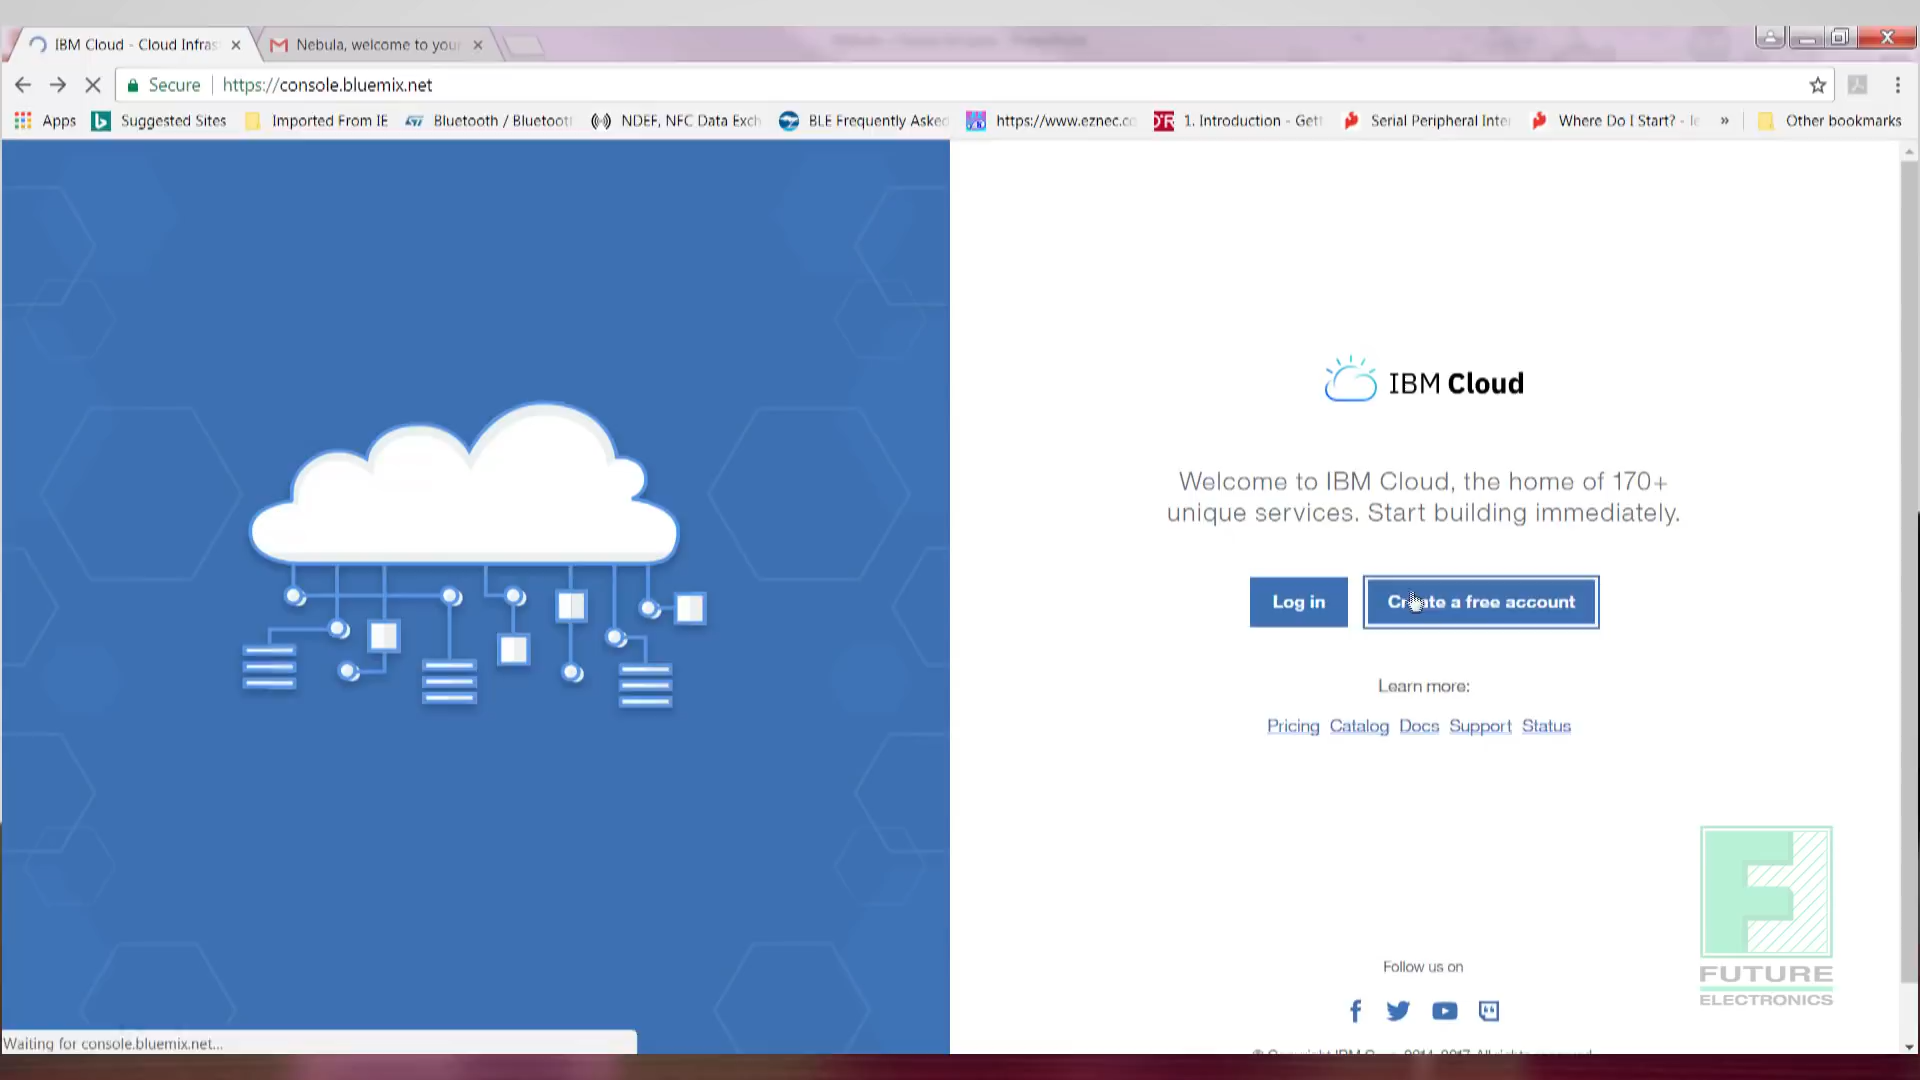 IBM Cloud - Cloud Infras
Nebula, welcome to your
Secure
https://console.bluemix.net
Apps
Suggested Sites
Imported From IE
Bluetooth / Bluetoot
NDEF, NFC Data Exch
BLE Frequently Asked
https://www.eznec.co
1. Introduction - Get
Serial Peripheral Inte
Where Do I Start? -
»
Other bookmarks
IBM Cloud
Welcome to IBM Cloud, the home of 170+
unique services. Start building immediately.
Log in
Create a free account
Learn more:
Pricing Catalog Docs Support Status
Follow us on
FUTURE
ELECTRONICS
Waiting for console.bluemix.net...